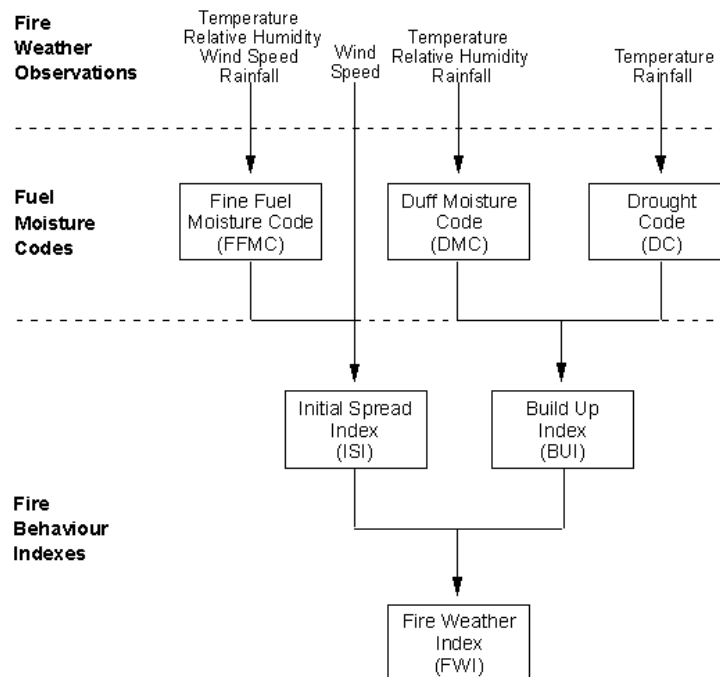 Fire
Weather
Observations
Temperature
Relative Humidity
Wind Speed
Rainfall
Wind
Speed
Temperature
Relative Humidity
Rainfall
Temperature
Rainfall
Fuel
Moisture
Codes
Fine Fuel
Moisture Code
(FFMC)
Duff Moisture
Code
(DMC)
Drought
Code
(DC)
Fire
Behaviour
Indexes
Initial Spread
Index
(ISI)
Build Up
Index
(BUI)
Fire Weather
Index
(FWI)